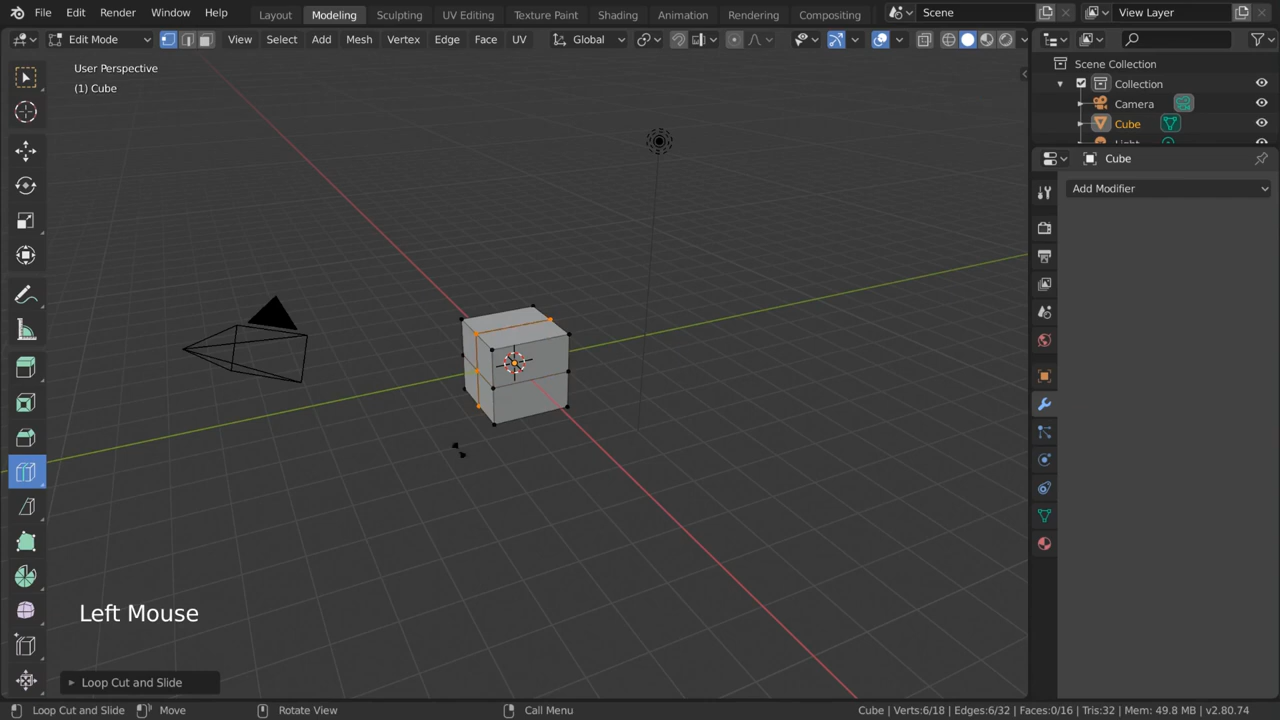 File Edit Render Window Help Layout Modeling Sculpting UV Editing Texture Paint Shading Animation Rendering Compositing Scene View Layer
Edit Mode View Select Add Mesh Vertex Edge Face UV Global
User Perspective
(1) Cube
Scene Collection
Collection
Camera
Cube
Light
Cube
Add Modifier
Left Mouse
Loop Cut and Slide
Loop Cut and Slide Move Rotate View Call Menu Cube | Verts:6/18 | Edges:6/32 | Faces:0/16 | Tris:32 | Mem: 49.8 MB | v2.80.74